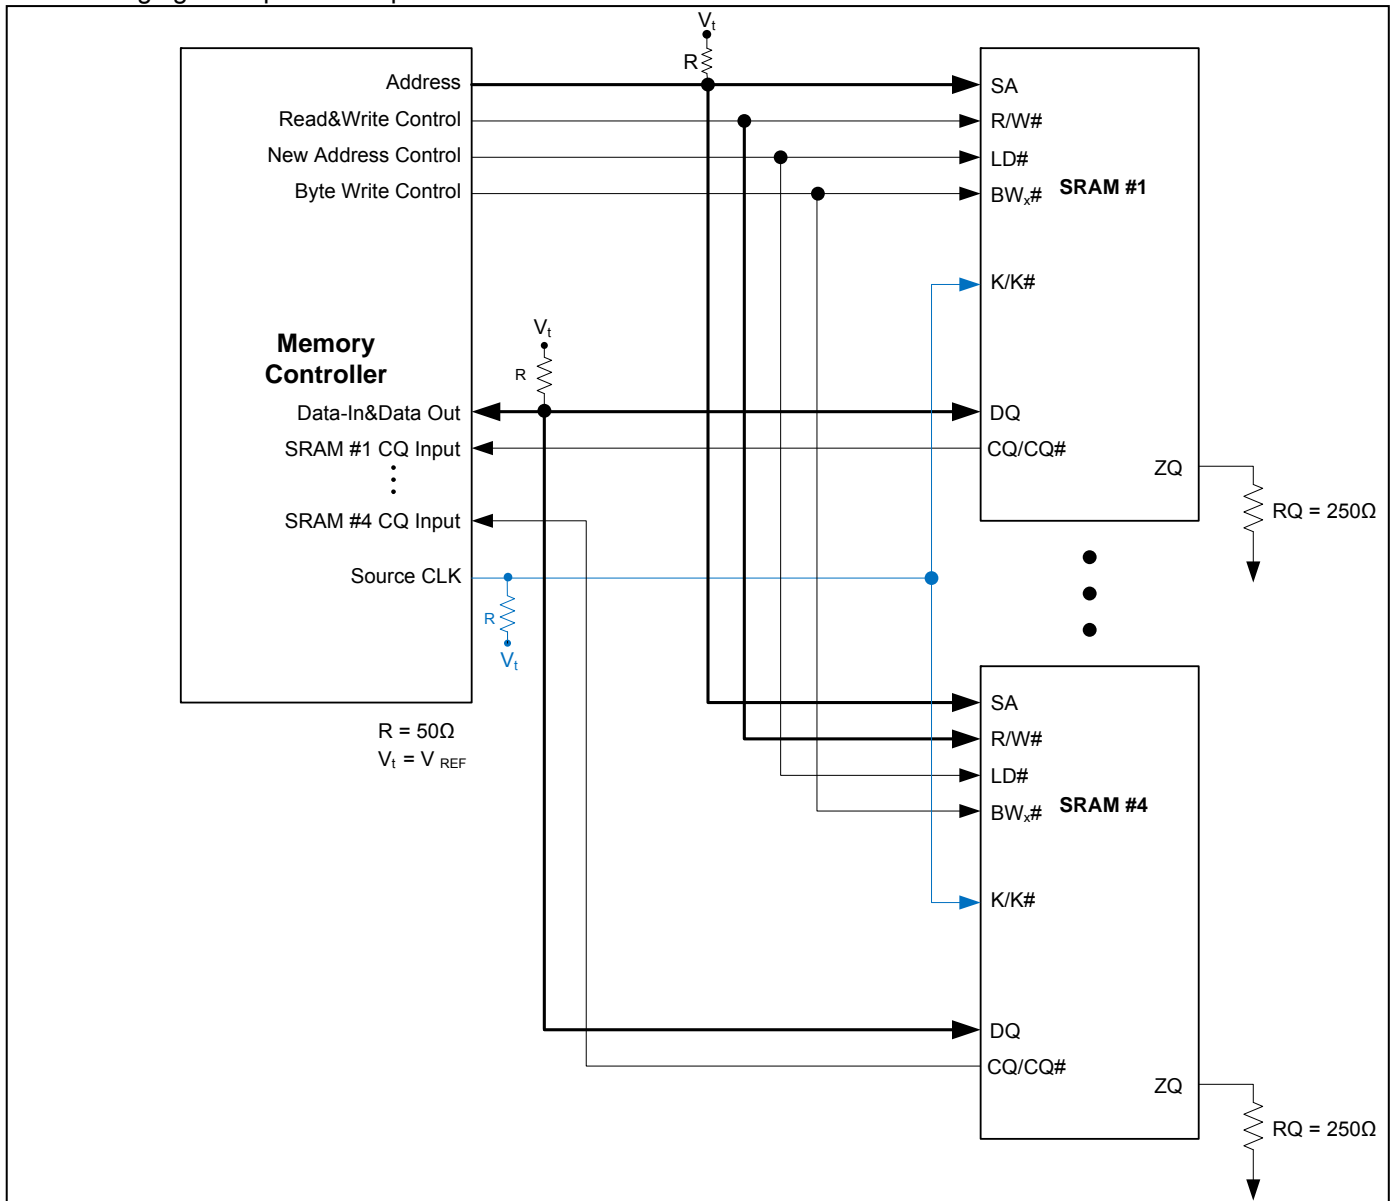 Vt
R
Address
Read&Write Control
New Address Control
Byte Write Control
SA
R/W#
LD#
BWx#
SRAM #1
K/K#
Vt
R
Memory
Controller
Data-In&Data Out
SRAM #1 CQ Input
SRAM #4 CQ Input
Source CLK
R
Vt
DQ
CQ/CQ#
ZQ
RQ = 250Ω
R = 50Ω
Vt = V REF
SA
R/W#
LD#
BWx#
SRAM #4
K/K#
DQ
CQ/CQ#
ZQ
RQ = 250Ω